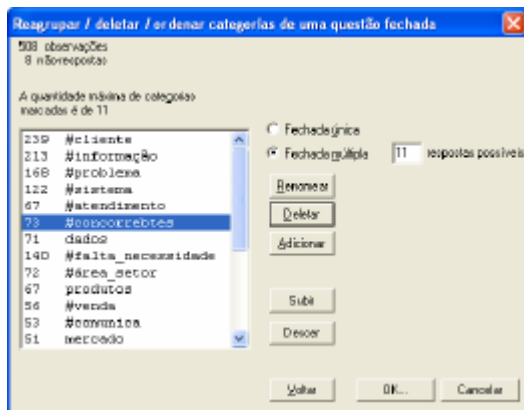 Reagrupar / deletar / ordenar categorias de uma questão fechada
508 observações
8 não-respostas
A quantidade máxima de categorias
marcadas é de 11
239 #cliente
213 #informação
168 #problema
122 #sistema
67 #atendimento
73 #concorrebtes
71 dados
140 #falta_necessidade
72 #área_setor
67 produtos
56 #venda
53 #comunica
51 mercado
Fechada única
Fechada múltipla 11 respostas possíveis
Renomear
Deletar
Adicionar
Subir
Descer
Voltar OK... Cancelar